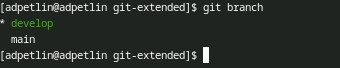 [adpetlin@adpetlin git-extended]$ git branch
* develop
  main
[adpetlin@adpetlin git-extended]$